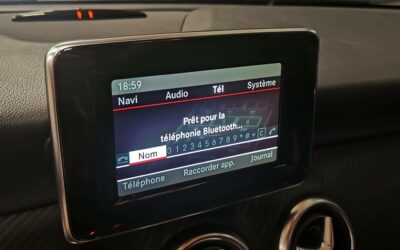 18:59
Navi Audio Tél Système
Prêt pour la
téléphonie Bluetooth...
Nom 0 1 2 3 4 5 6 7 8 9 * # + C
Téléphone Raccorder app. Journal